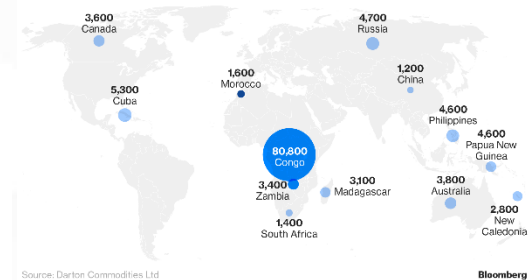 3,600
Canada
4,700
Russia
5,300
Cuba
1,600
Morocco
1,200
China
4,600
Philippines
4,600
Papua New
Guinea
80,800
Congo
3,400
Zambia
3,100
Madagascar
1,400
South Africa
3,800
Australia
2,800
New
Caledonia
Source: Darton Commodities Ltd
Bloomberg